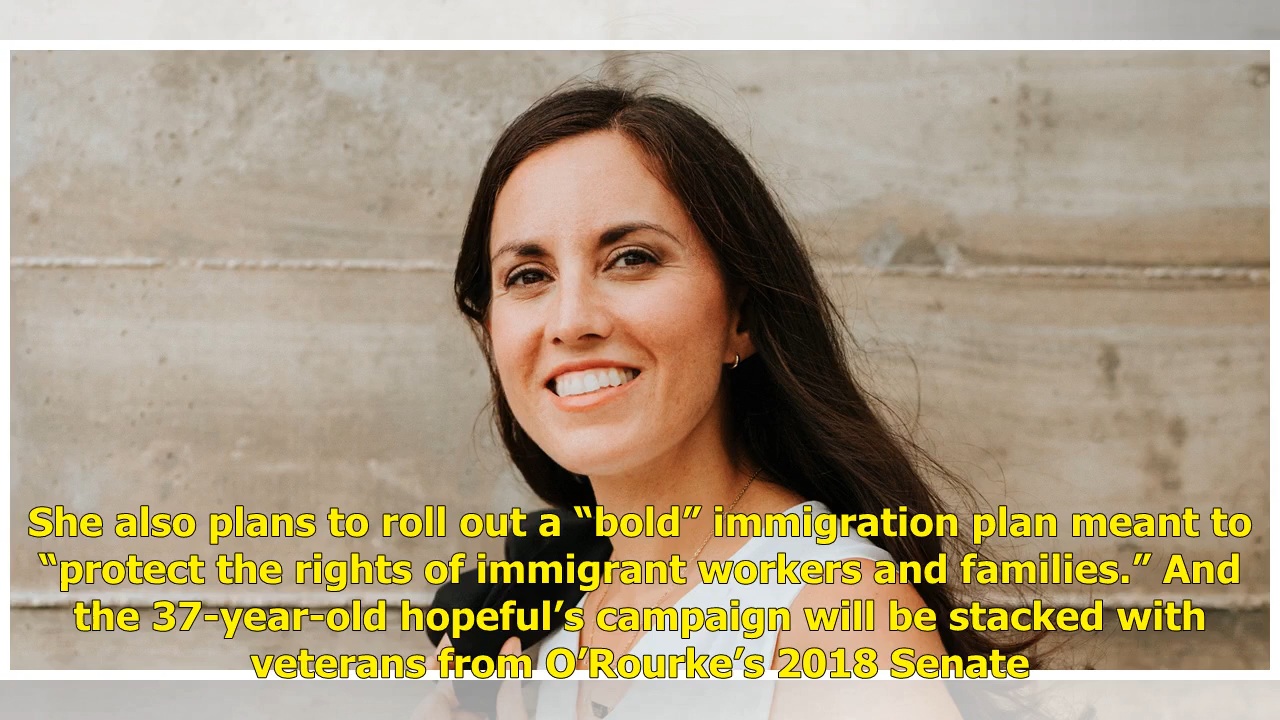 She also plans to roll out a “bold” immigration plan meant to
“protect the rights of immigrant workers and families.” And
the 37-year-old hopeful’s campaign will be stacked with
veterans from O’Rourke’s 2018 Senate